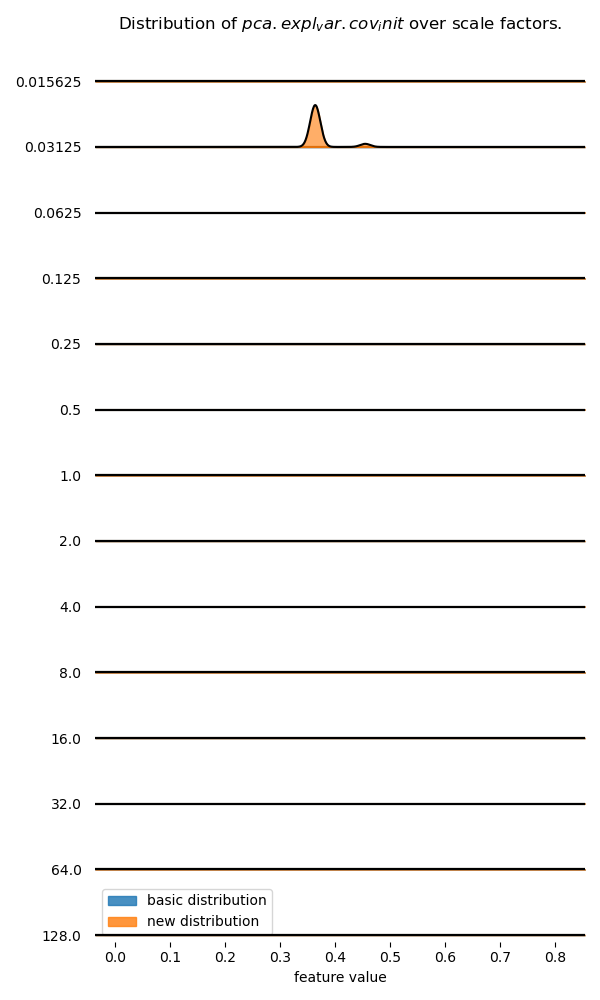 Distribution of pca.expl_var.cov_init over scale factors.
0.015625
0.03125
0.0625
0.125
0.25
0.5
1.0
2.0
4.0
8.0
16.0
32.0
64.0
128.0
basic distribution
new distribution
0.0 0.1 0.2 0.3 0.4 0.5 0.6 0.7 0.8
feature value